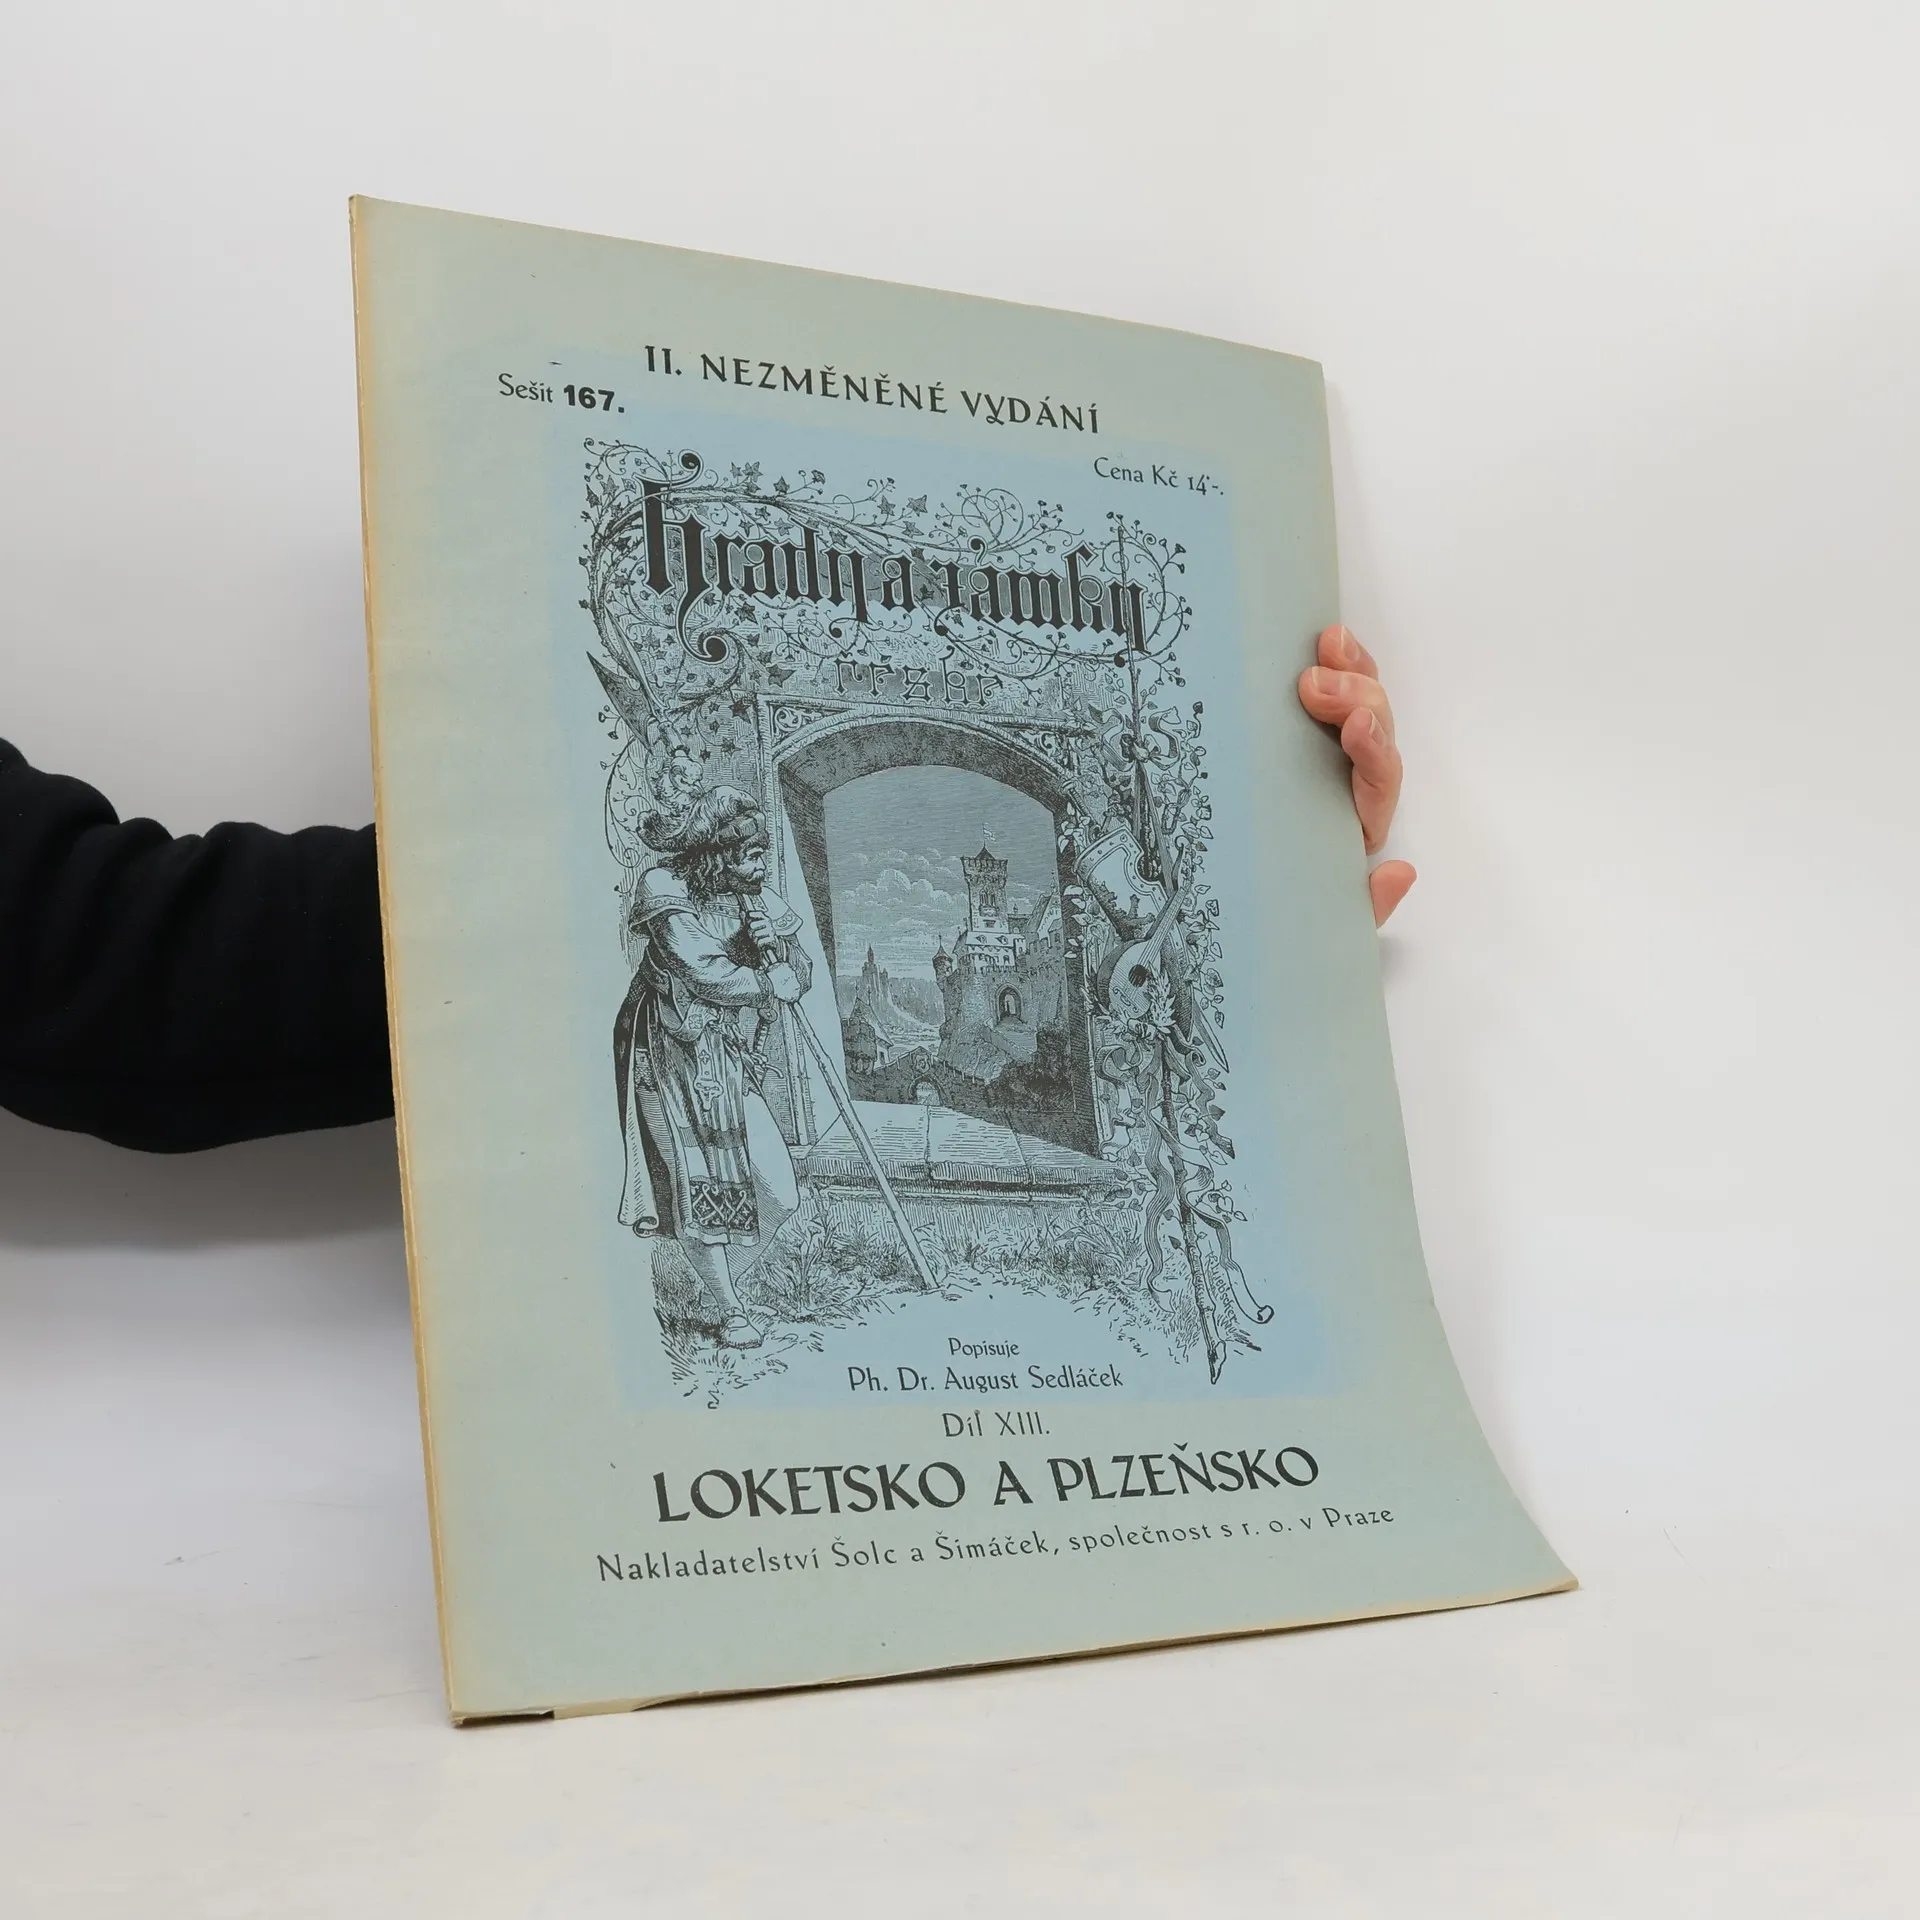 II. NEZMĚNĚNÉ VYDÁNÍ
Sešit 167.
Cena Kč 14·-.
Hrady a zámky
české
Popisuje
Ph. Dr. August Sedláček
Díl XIII.
LOKETSKO A PLZEŇSKO
Nakladatelství Šolc a Šimáček, společnost s r. o. v Praze